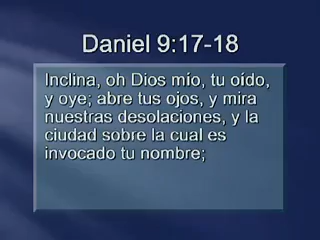 Daniel 9:17-18
Inclina, oh Dios mío, tu oído,
y oye; abre tus ojos, y mira
nuestras desolaciones, y la
ciudad sobre la cual es
invocado tu nombre;